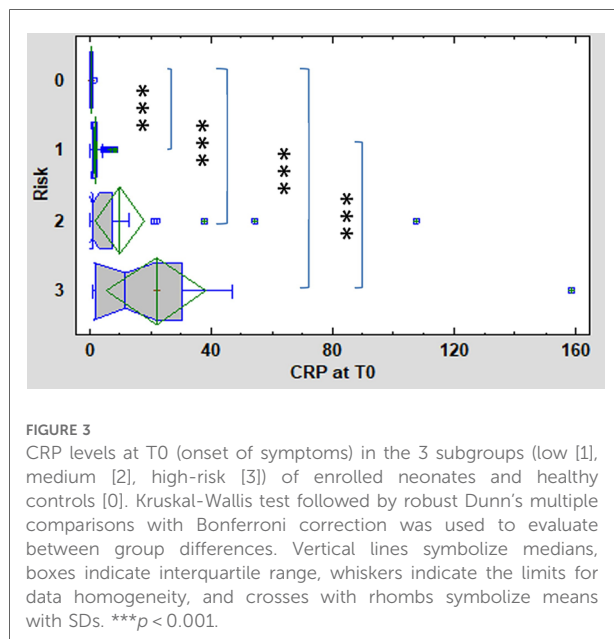 0
***
1
***
***
Risk
2
***
3
0 40 80 120 160
CRP at T0
FIGURE 3
CRP levels at T0 (onset of symptoms) in the 3 subgroups (low [1],
medium [2], high-risk [3]) of enrolled neonates and healthy
controls [0]. Kruskal-Wallis test followed by robust Dunn's multiple
comparisons with Bonferroni correction was used to evaluate
between group differences. Vertical lines symbolize medians,
boxes indicate interquartile range, whiskers indicate the limits for
data homogeneity, and crosses with rhombs symbolize means
with SDs. ***p < 0.001.